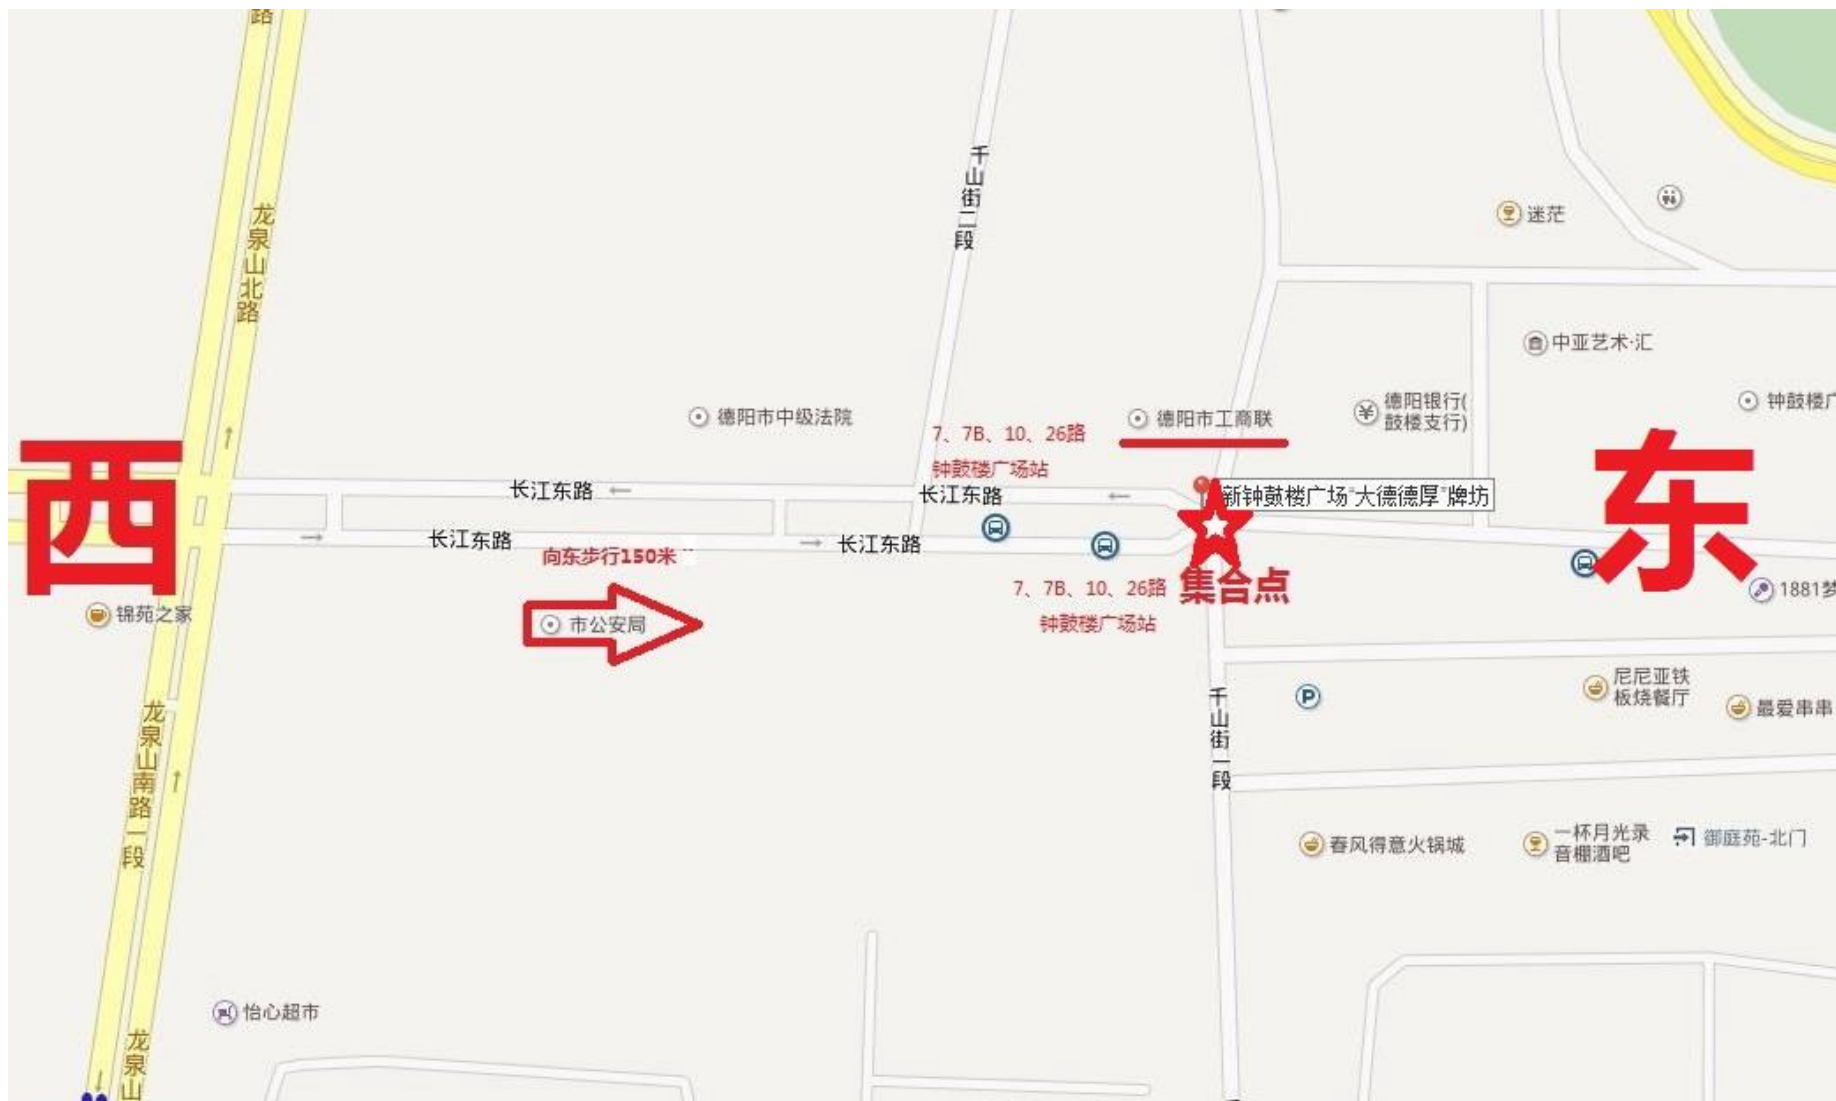 路
龙泉山北路
千山街二段
迷茫
中亚艺术·汇
德阳市中级法院
7、7B、10、26路
钟鼓楼广场站
德阳市工商联
德阳银行(
鼓楼支行)
钟鼓楼广
西
东
长江东路
长江东路
新钟鼓楼广场“大德德厚”牌坊
长江东路
长江东路
向东步行150米
7、7B、10、26路
钟鼓楼广场站
集合点
1881梦
锦苑之家
市公安局
尼尼亚铁
板烧餐厅
最爱串串
P
龙泉山南路一段
千山街一段
春风得意火锅城
一杯月光录
音棚酒吧
御庭苑-北门
怡心超市
龙泉山